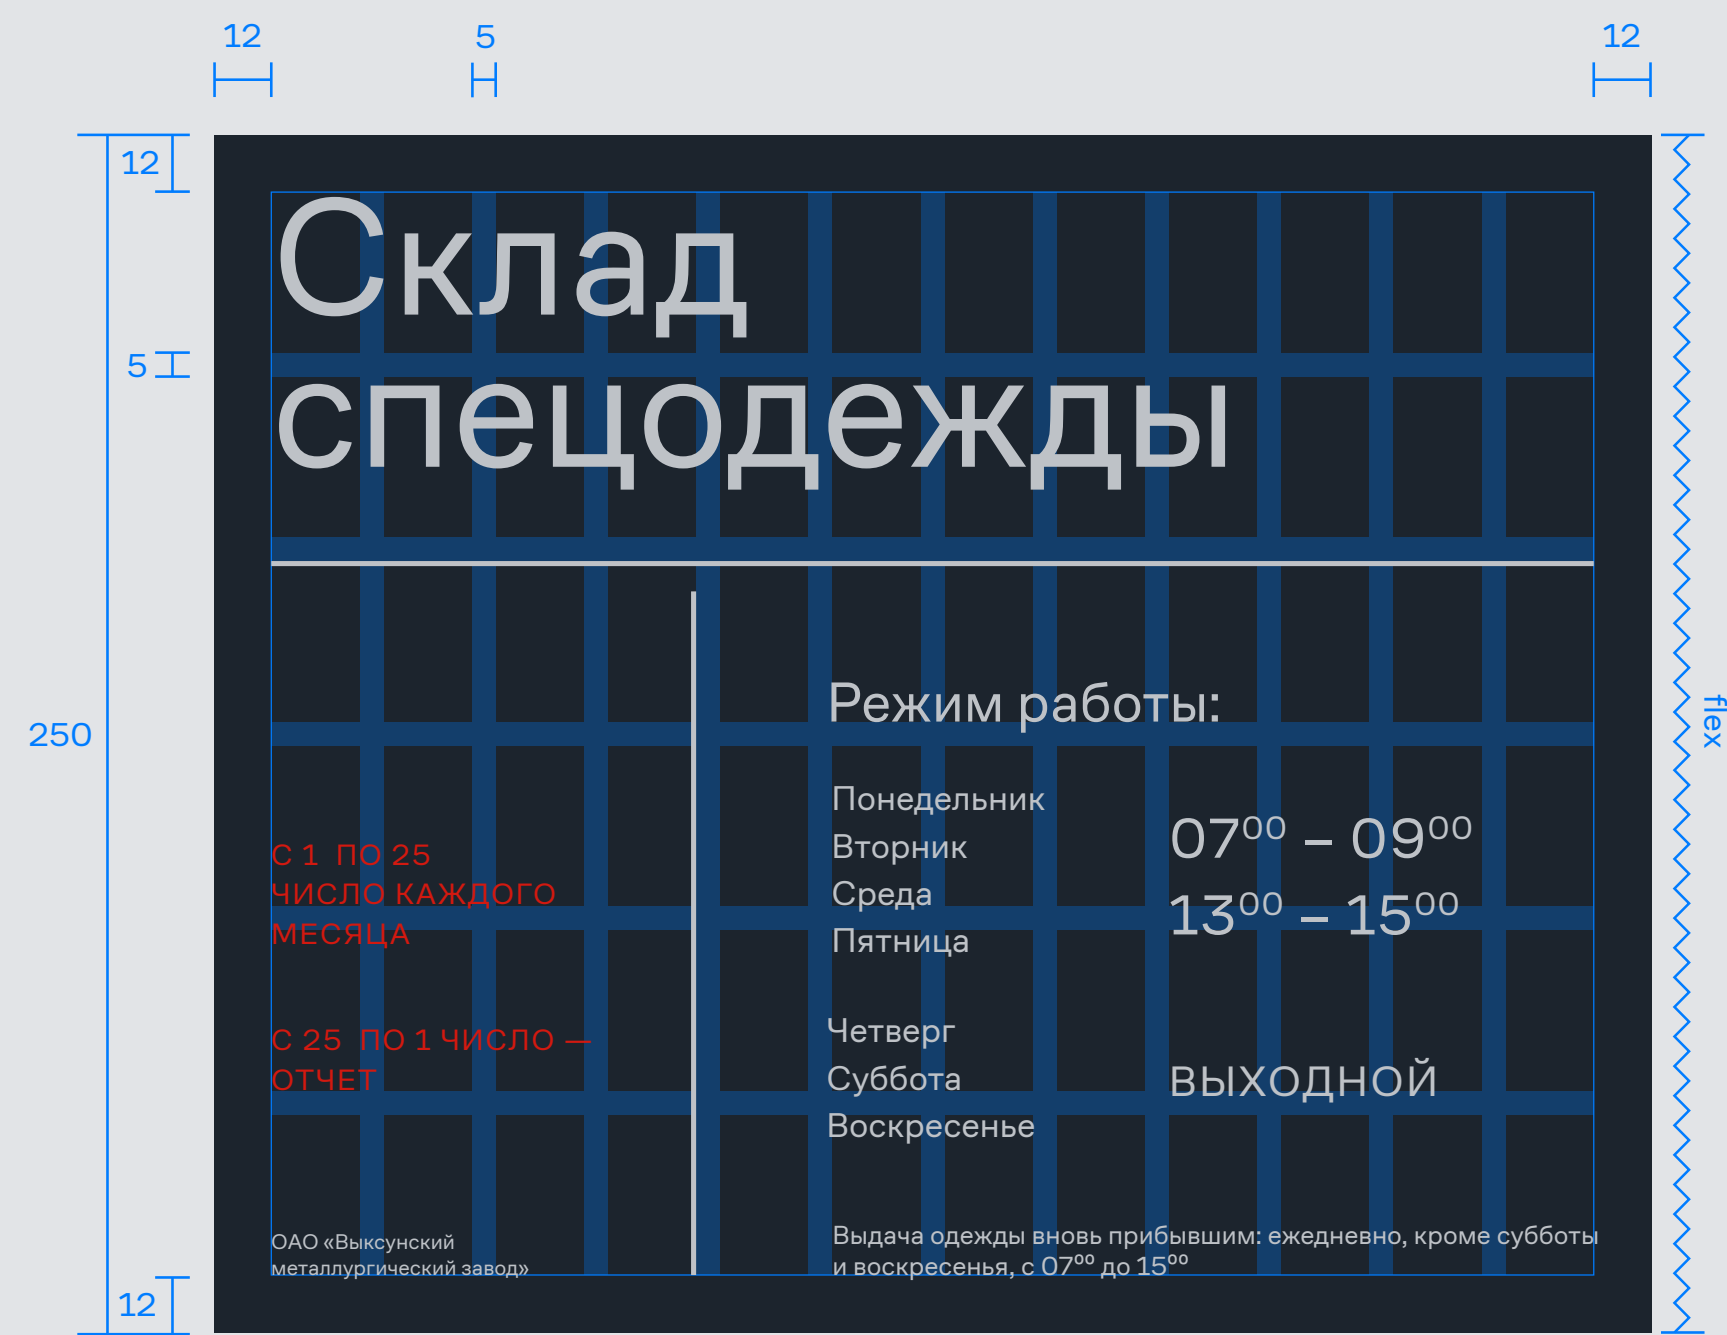 12
5
12
12
Склад
5
спецодежды
250
flex
Режим работы:
Понедельник
Вторник
Среда
Пятница
07⁰⁰ – 09⁰⁰
13⁰⁰ – 15⁰⁰
С 1 ПО 25
ЧИСЛО КАЖДОГО
МЕСЯЦА
С 25 ПО 1 ЧИСЛО —
ОТЧЕТ
Четверг
Суббота
Воскресенье
ВЫХОДНОЙ
ОАО «Выксунский
металлургический завод»
Выдача одежды вновь прибывшим: ежедневно, кроме субботы
и воскресенья, с 07⁰⁰ до 15⁰⁰
12